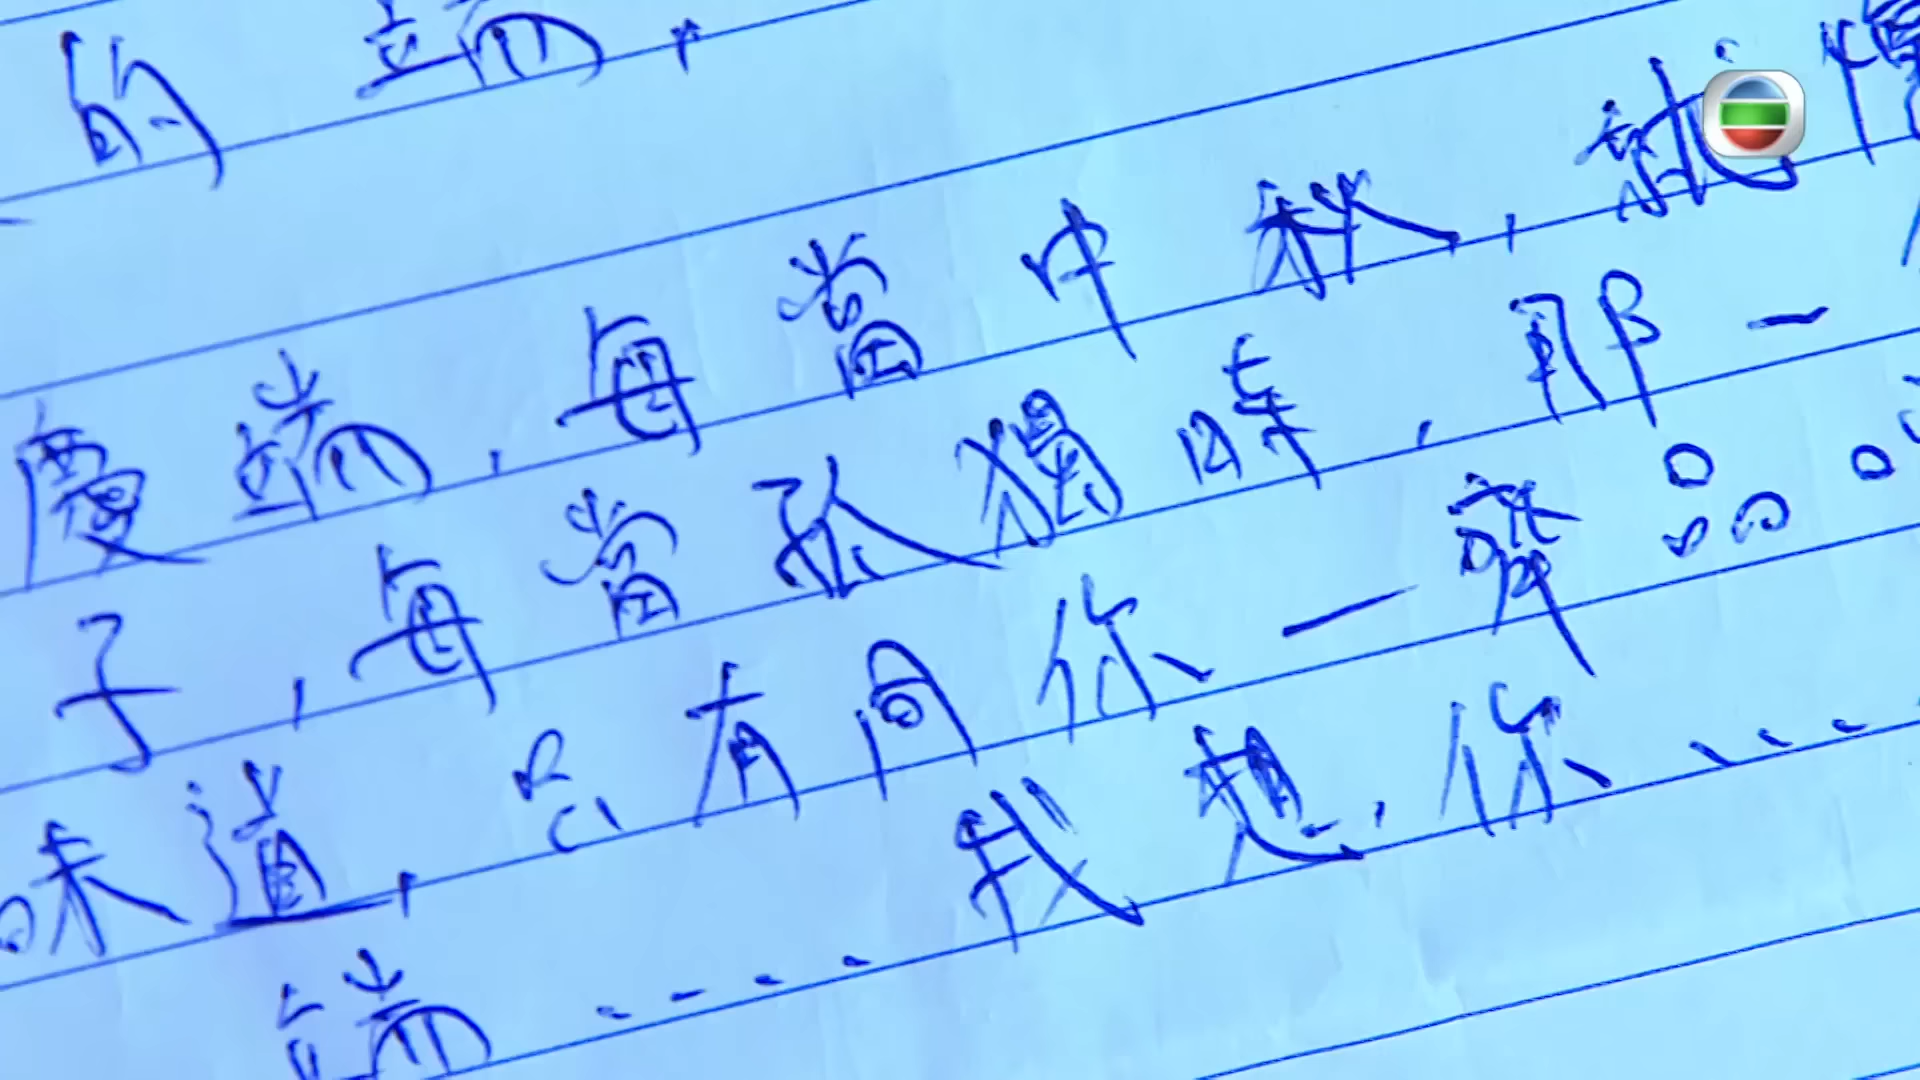 的端，
慶端，每當中秋，就
子，每當孤獨時，那一
味道，只有同你一齊品
端……我想你……